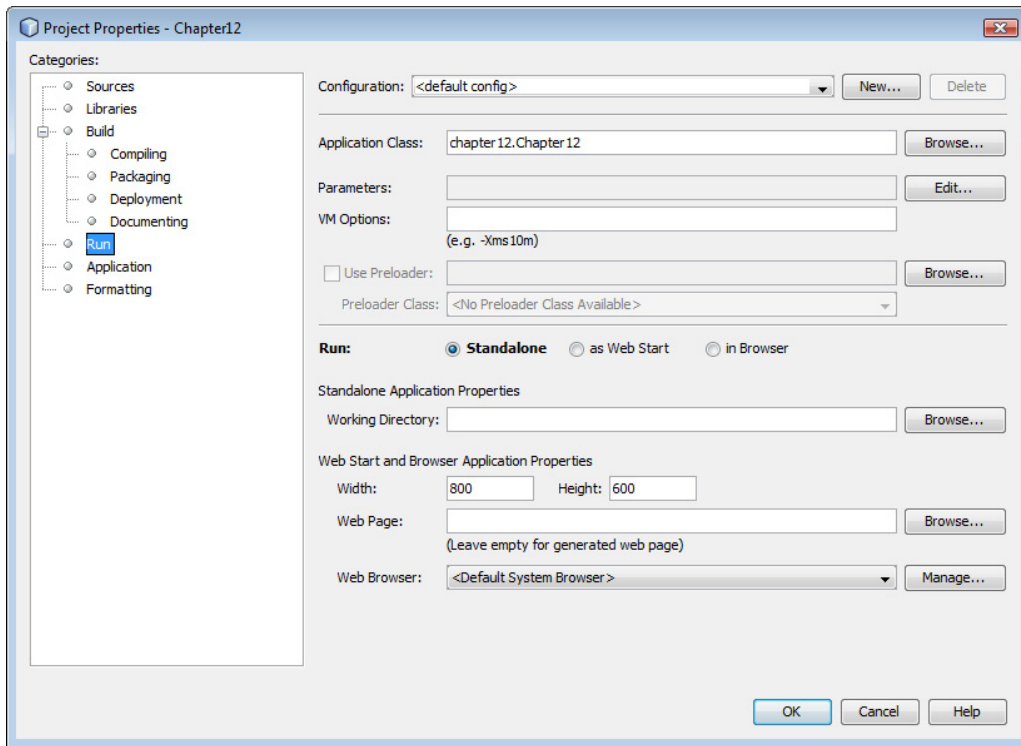 Project Properties - Chapter12
Categories:
Sources
Libraries
Build
Compiling
Packaging
Deployment
Documenting
Run
Application
Formatting
Configuration: <default config> New... Delete
Application Class: chapter12.Chapter12 Browse...
Parameters: Edit...
VM Options:
(e.g. -Xms10m)
Use Preloader: Browse...
Preloader Class: <No Preloader Class Available>
Run: Standalone as Web Start in Browser
Standalone Application Properties
Working Directory: Browse...
Web Start and Browser Application Properties
Width: 800 Height: 600
Web Page: Browse...
(Leave empty for generated web page)
Web Browser: <Default System Browser> Manage...
OK Cancel Help